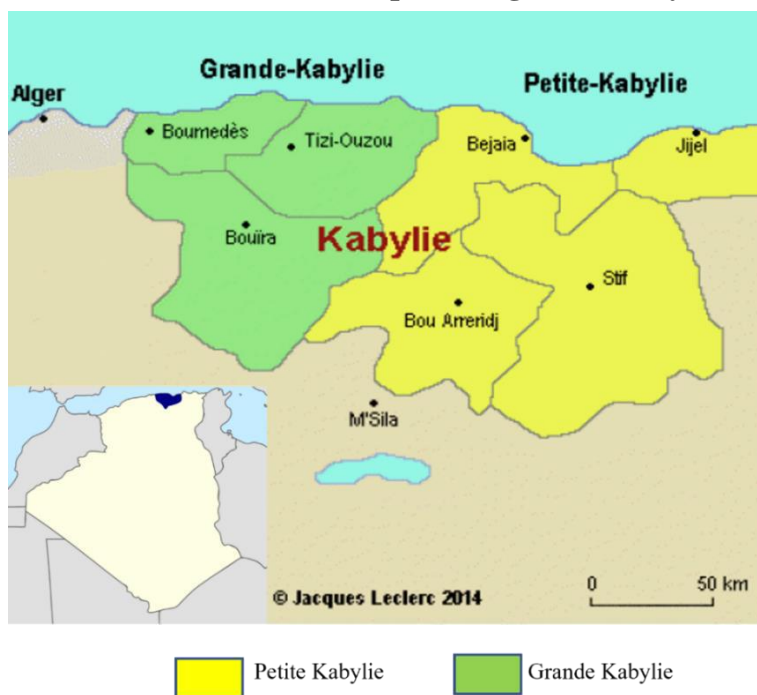 Grande-Kabylie
Petite-Kabylie
Alger
Boumedès
Tizi-Ouzou
Bejaia
Jijel
Bouïra
Kabylie
Stif
Bou Arreridj
M'Sila
0 50 km
© Jacques Leclerc 2014
Petite Kabylie
Grande Kabylie